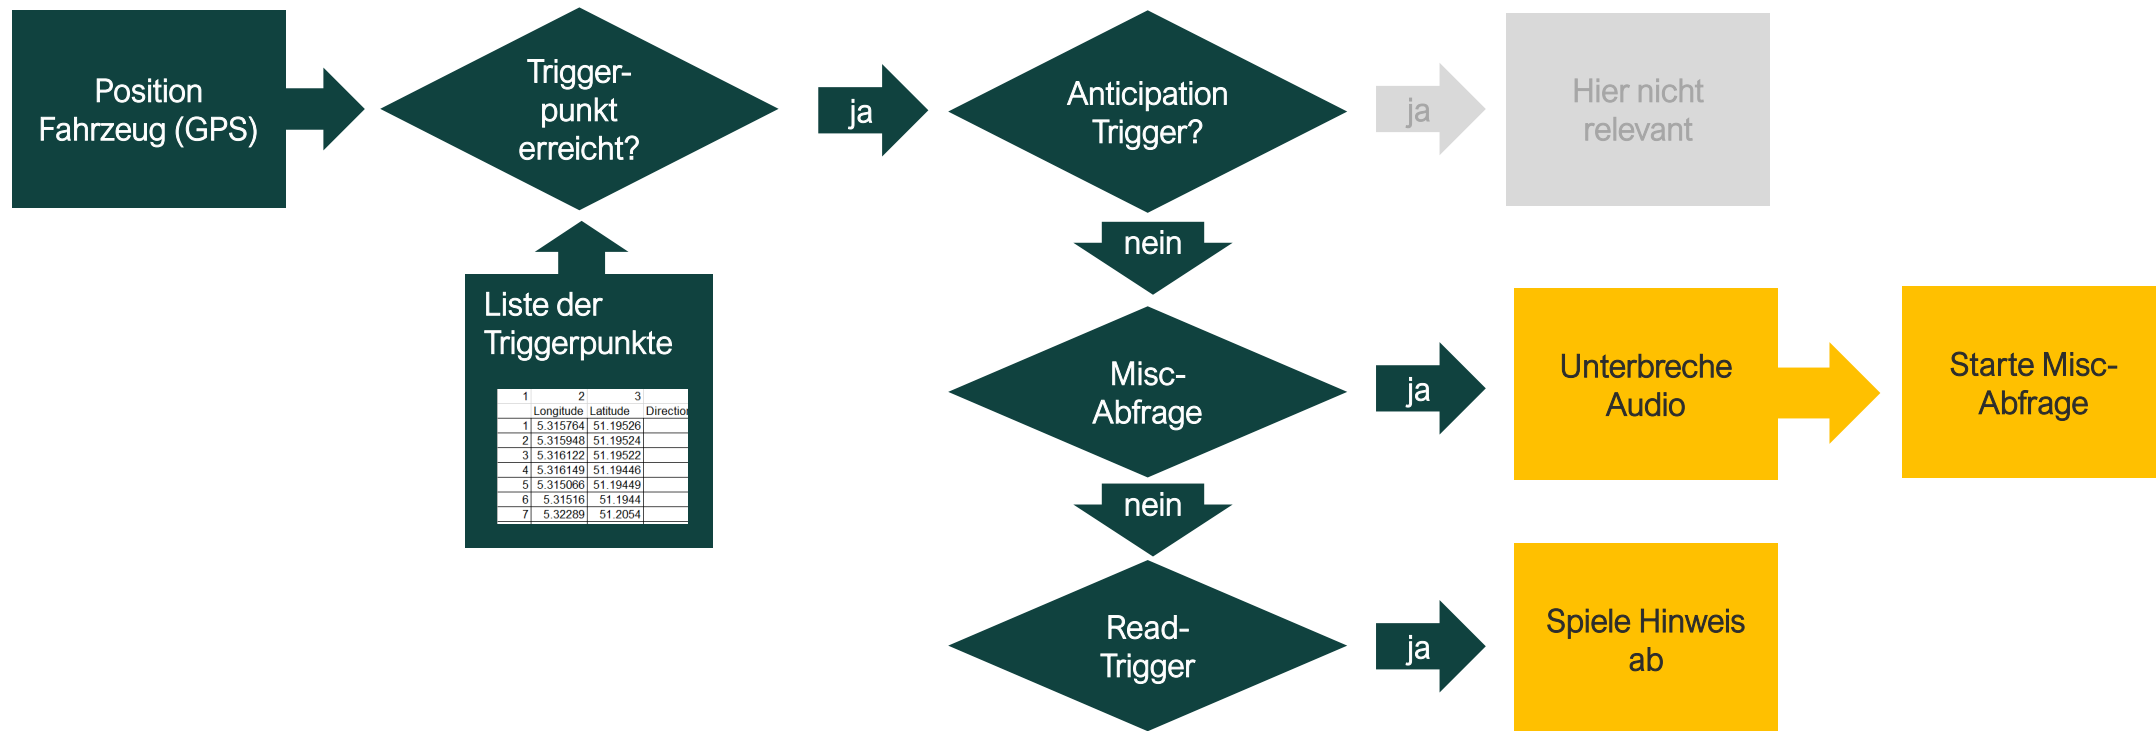 Position
Fahrzeug (GPS)
Trigger-
punkt
erreicht?
ja
Anticipation
Trigger?
ja
Hier nicht
relevant
nein
Liste der
Triggerpunkte
1 2 3
Longitude Latitude Direction
1 5.315764 51.19526
2 5.315948 51.19524
3 5.316122 51.19522
4 5.316149 51.19446
5 5.315066 51.19449
6 5.31516 51.1944
7 5.32289 51.2054
Misc-
Abfrage
ja
Unterbreche
Audio
Starte Misc-
Abfrage
nein
Read-
Trigger
ja
Spiele Hinweis
ab